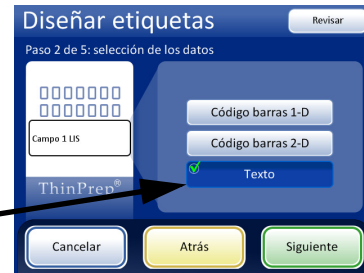 Diseñar etiquetas
Revisar
Paso 2 de 5: selección de los datos
Campo 1 LIS
ThinPrep®
Código barras 1-D
Código barras 2-D
Texto
Cancelar
Atrás
Siguiente